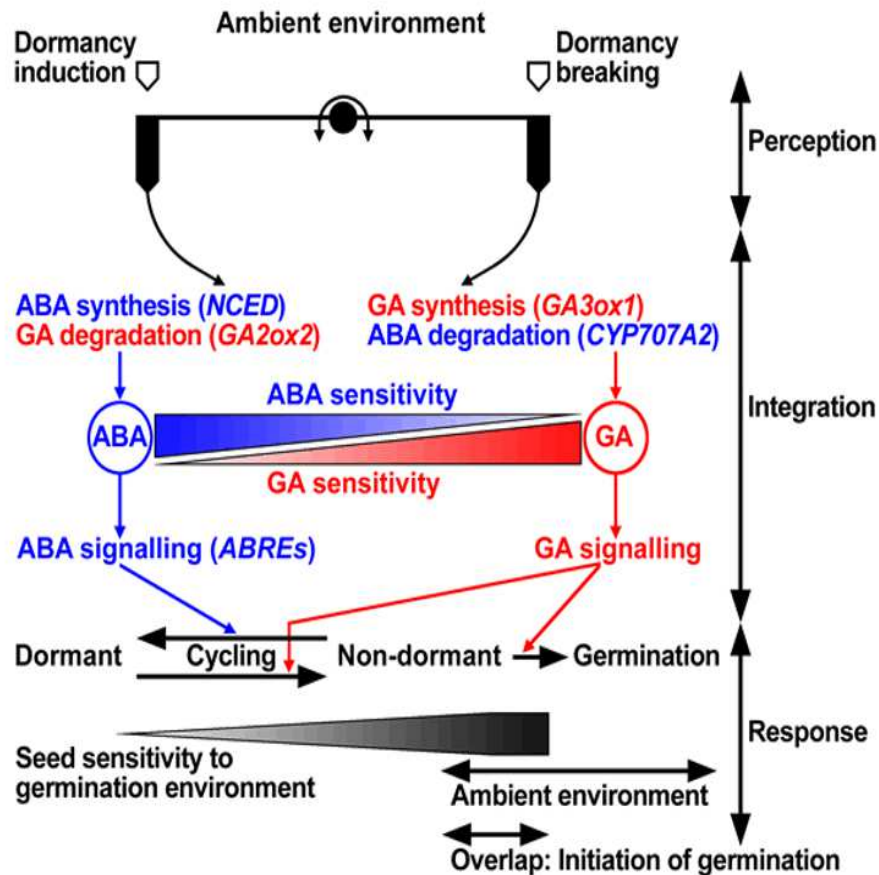 Ambient environment
Dormancy
induction
Dormancy
breaking
Perception
ABA synthesis (NCED)
GA degradation (GA2ox2)
GA synthesis (GA3ox1)
ABA degradation (CYP707A2)
ABA sensitivity
ABA
GA
Integration
GA sensitivity
ABA signalling (ABREs)
GA signalling
Dormant
Cycling
Non-dormant
Germination
Response
Seed sensitivity to
germination environment
Ambient environment
Overlap: Initiation of germination